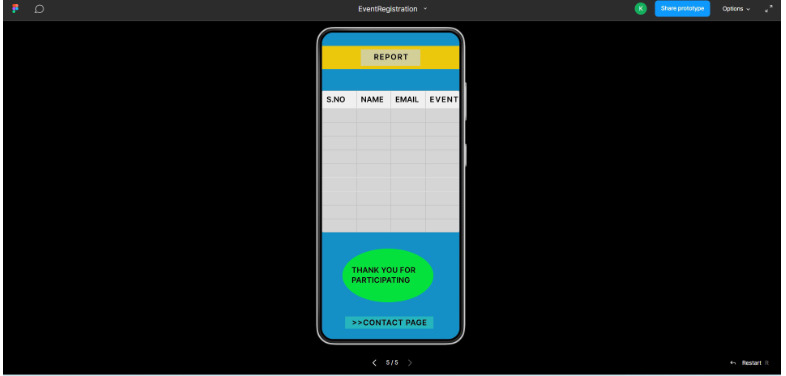 EventRegistration
K
Share prototype
Options
REPORT
S.NO NAME EMAIL EVENT
THANK YOU FOR
PARTICIPATING
>>CONTACT PAGE
5/5
Restart R